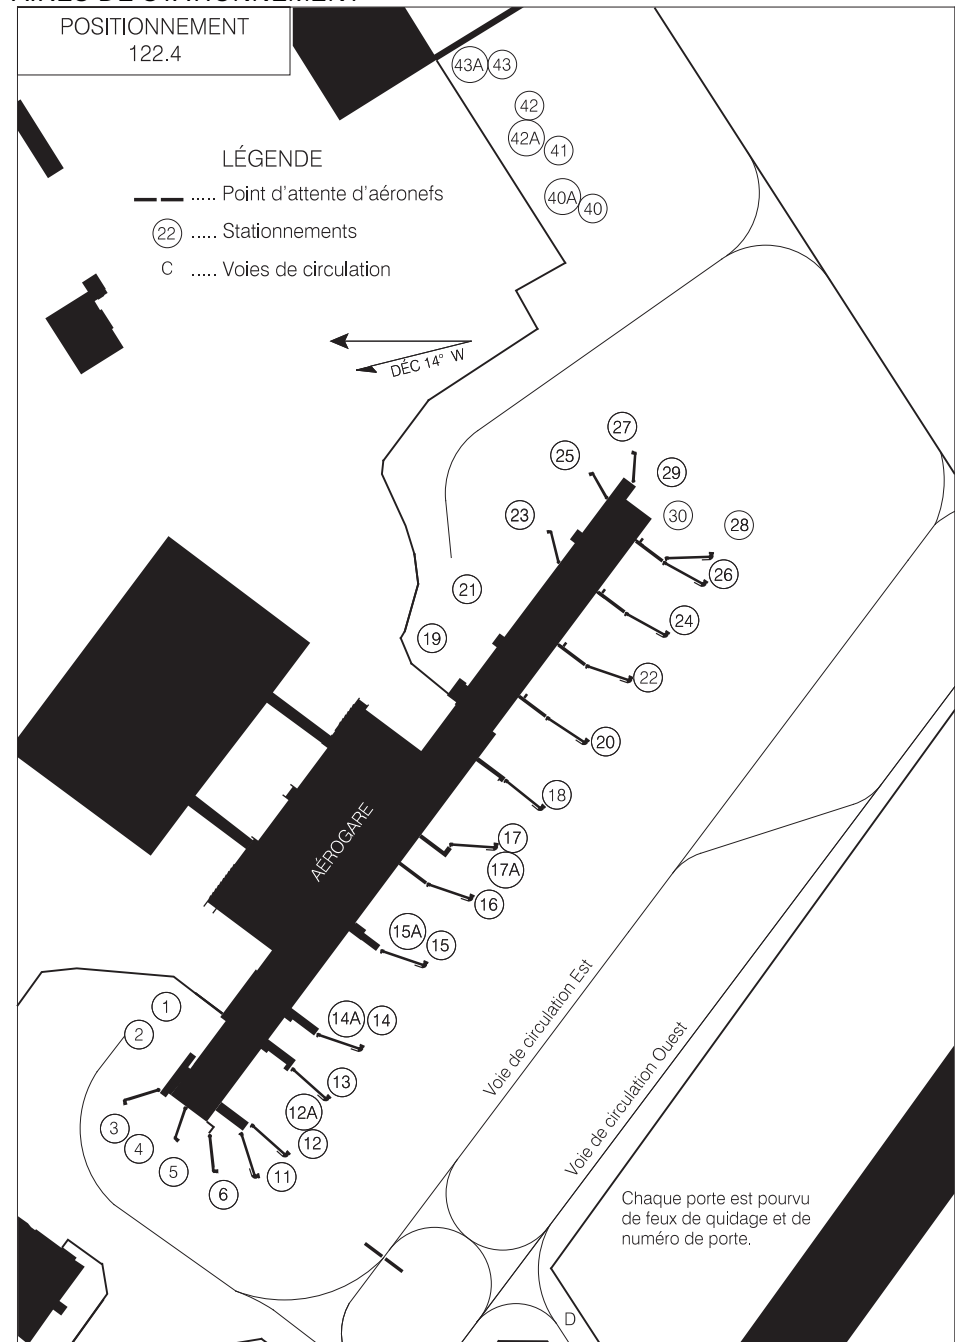 AIRES DE STATIONNEMENT
POSITIONNEMENT
122.4
43A 43
42
42A
41
40A
40
LÉGENDE
..... Point d'attente d'aéronefs
22 ..... Stationnements
C ..... Voies de circulation
DÉC 14° W
27
25
29
23
30
28
26
21
24
19
22
20
18
AÉROGARE
17
17A
16
15A
15
1
2
14A 14
13
12A
12
3
4
5
11
6
Voie de circulation Est
Voie de circulation Ouest
Chaque porte est pourvu
de feux de quidage et de
numéro de porte.
D